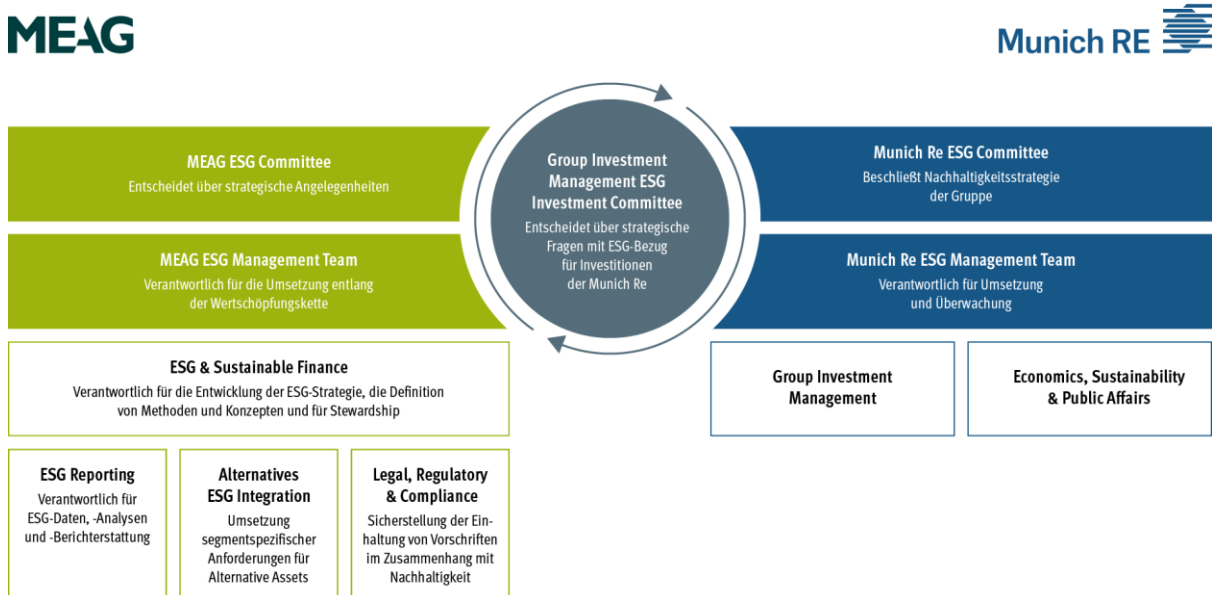 MEAG
Munich RE
MEAG ESG Committee
Entscheidet über strategische Angelegenheiten
MEAG ESG Management Team
Verantwortlich für die Umsetzung entlang
der Wertschöpfungskette
Group Investment
Management ESG
Investment Committee
Entscheidet über strategische
Fragen mit ESG-Bezug
für Investitionen
der Munich Re
Munich Re ESG Committee
Beschließt Nachhaltigkeitsstrategie
der Gruppe
Munich Re ESG Management Team
Verantwortlich für Umsetzung
und Überwachung
ESG & Sustainable Finance
Verantwortlich für die Entwicklung der ESG-Strategie, die Definition
von Methoden und Konzepten und für Stewardship
Group Investment
Management
Economics, Sustainability
& Public Affairs
ESG Reporting
Verantwortlich für
ESG-Daten, -Analysen
und -Berichterstattung
Alternatives
ESG Integration
Umsetzung
segmentspezifischer
Anforderungen für
Alternative Assets
Legal, Regulatory
& Compliance
Sicherstellung der Ein-
haltung von Vorschriften
im Zusammenhang mit
Nachhaltigkeit